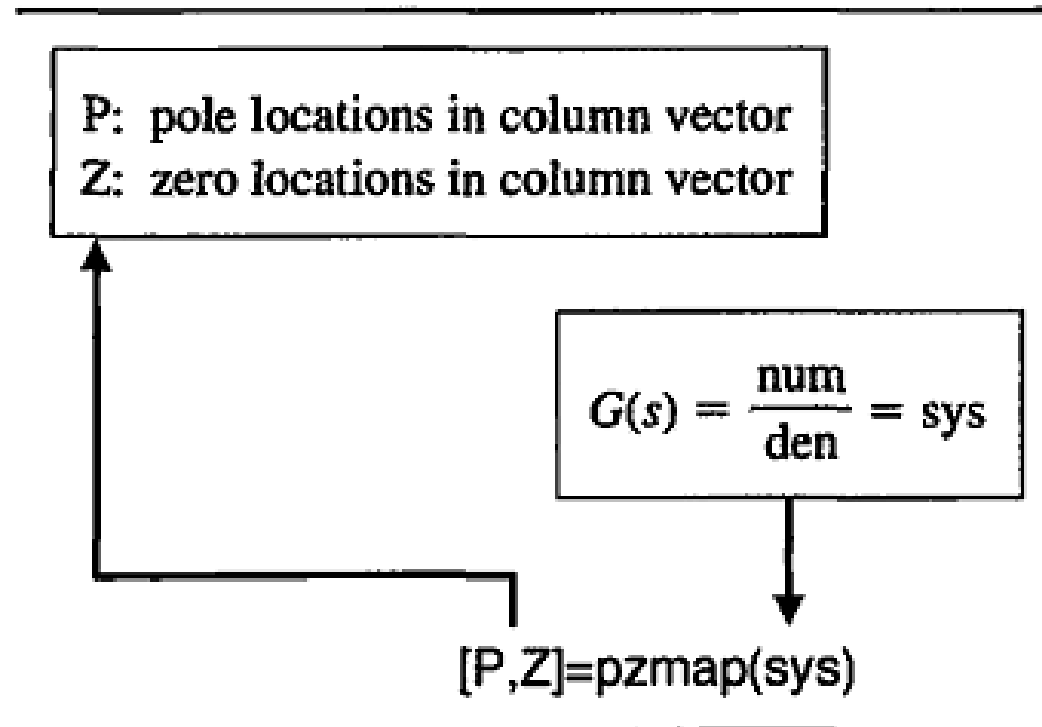 P: pole locations in column vector
Z: zero locations in column vector
G(s) = num/den = sys
[P,Z]=pzmap(sys)